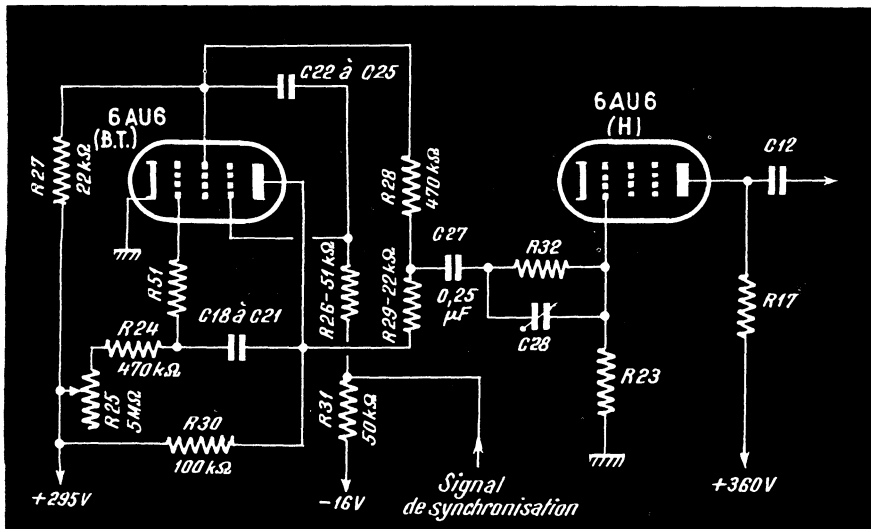 C22 à C25
6AU6
(B.T.)
6AU6
(H)
C12
R27
22kΩ
R28
470kΩ
C27
0,25
µF
R32
C28
R51
R26-51kΩ
R29-22kΩ
R17
C18 à C21
R24
470kΩ
R25
5MΩ
R31
50kΩ
R23
R30
100kΩ
+295V
-16V
Signal
de synchronisation
+360V